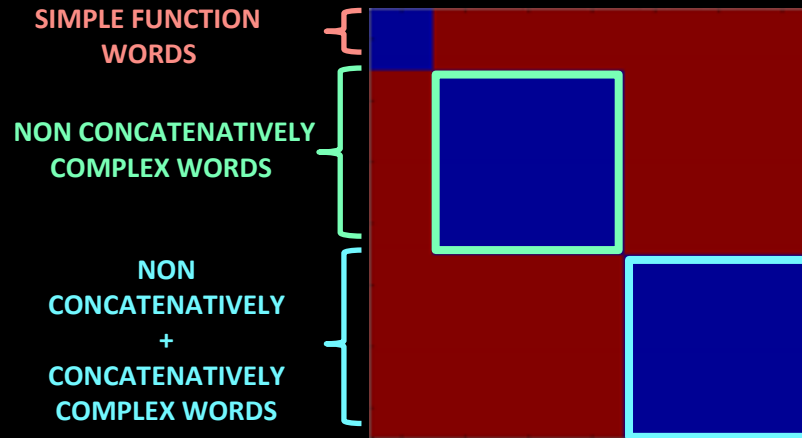 SIMPLE FUNCTION
WORDS
NON CONCATENATIVELY
COMPLEX WORDS
NON
CONCATENATIVELY
+
CONCATENATIVELY
COMPLEX WORDS